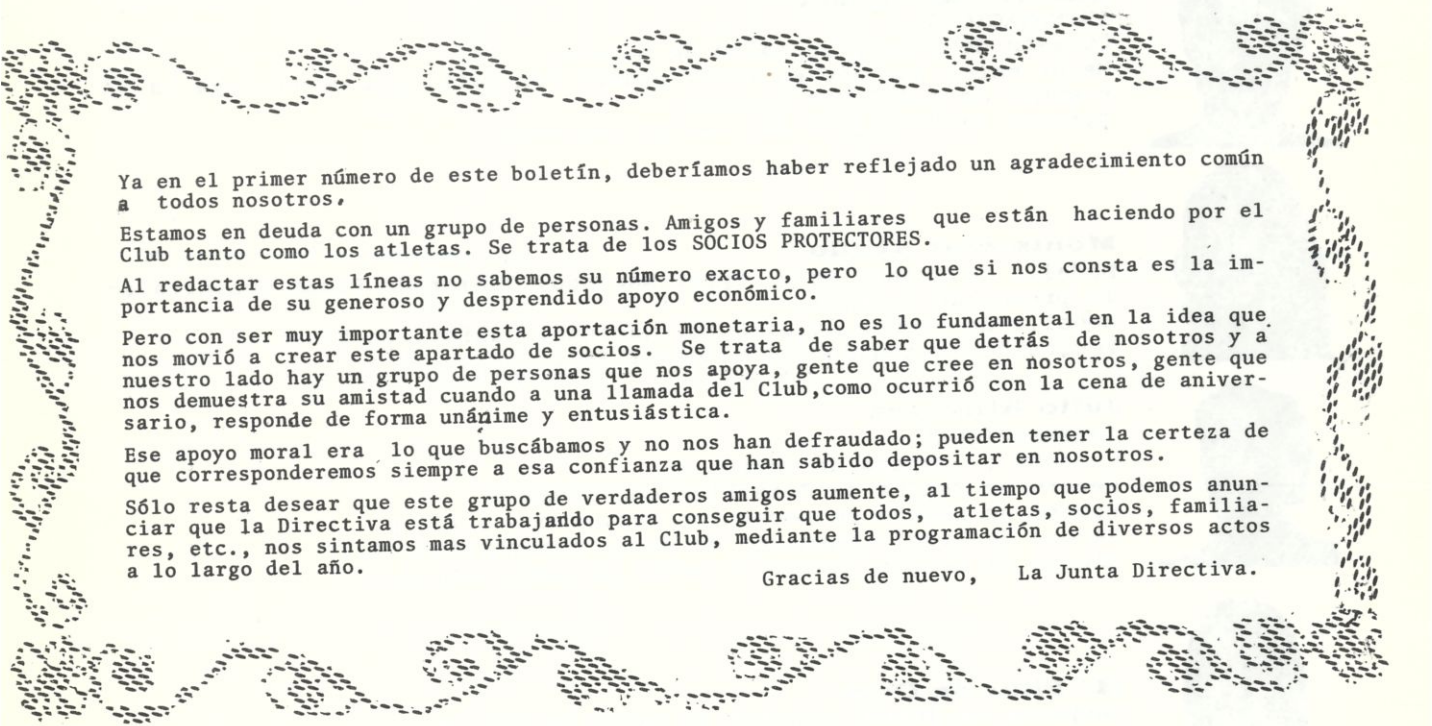 Ya en el primer número de este boletín, deberíamos haber reflejado un agradecimiento común
a todos nosotros.
Estamos en deuda con un grupo de personas. Amigos y familiares que están haciendo por el
Club tanto como los atletas. Se trata de los SOCIOS PROTECTORES.
Al redactar estas líneas no sabemos su número exacto, pero lo que si nos consta es la im-
portancia de su generoso y desprendido apoyo económico.
Pero con ser muy importante esta aportación monetaria, no es lo fundamental en la idea que
nos movió a crear este apartado de socios. Se trata de saber que detrás de nosotros y a
nuestro lado hay un grupo de personas que nos apoya, gente que cree en nosotros, gente que
nos demuestra su amistad cuando a una llamada del Club,como ocurrió con la cena de aniver-
sario, responde de forma unánime y entusiástica.
Ese apoyo moral era lo que buscábamos y no nos han defraudado; pueden tener la certeza de
que corresponderemos siempre a esa confianza que han sabido depositar en nosotros.
Sólo resta desear que este grupo de verdaderos amigos aumente, al tiempo que podemos anun-
ciar que la Directiva está trabajando para conseguir que todos, atletas, socios, familia-
res, etc., nos sintamos mas vinculados al Club, mediante la programación de diversos actos
a lo largo del año.
Gracias de nuevo, La Junta Directiva.